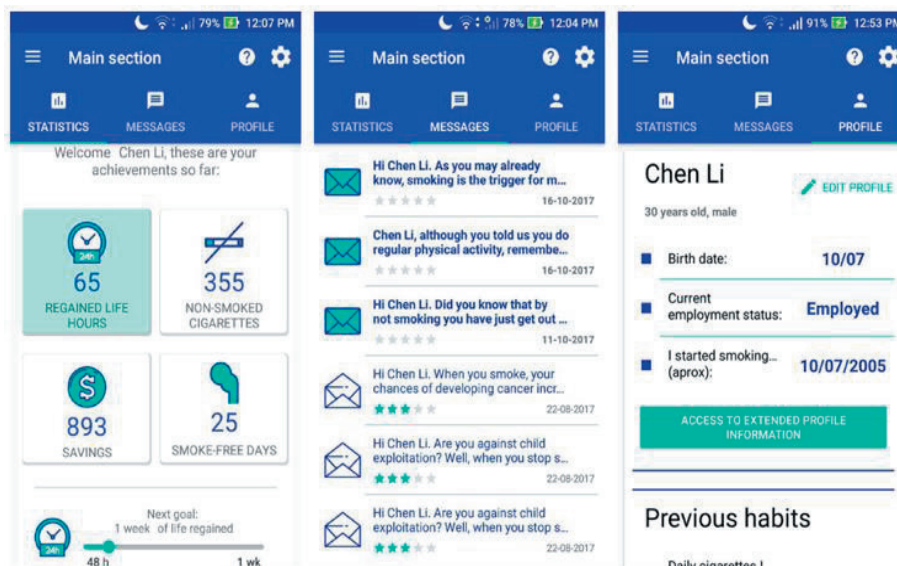 79% 12:07 PM
Main section
STATISTICS MESSAGES PROFILE
Welcome Chen Li, these are your
achievements so far:
24h
65
REGAINED LIFE
HOURS
355
NON-SMOKED
CIGARETTES
$
893
SAVINGS
25
SMOKE-FREE DAYS
Next goal:
1 week of life regained
24h
48 h 1 wk
78% 12:04 PM
Main section
STATISTICS MESSAGES PROFILE
Hi Chen Li. As you may already
know, smoking is the trigger for m...
16-10-2017
Chen Li, although you told us you do
regular physical activity, remembe...
16-10-2017
Hi Chen Li. Did you know that by
not smoking you have just get out ...
11-10-2017
Hi Chen Li. When you smoke, your
chances of developing cancer incr...
22-08-2017
Hi Chen Li. Are you against child
exploitation? Well, when you stop s...
22-08-2017
Hi Chen Li. Are you against child
exploitation? Well, when you stop s...
22-08-2017
91% 12:53 PM
Main section
STATISTICS MESSAGES PROFILE
Chen Li
EDIT PROFILE
30 years old, male
Birth date: 10/07
Current
employment status: Employed
I started smoking...
(aprox): 10/07/2005
ACCESS TO EXTENDED PROFILE
INFORMATION
Previous habits
Daily cigarettes I